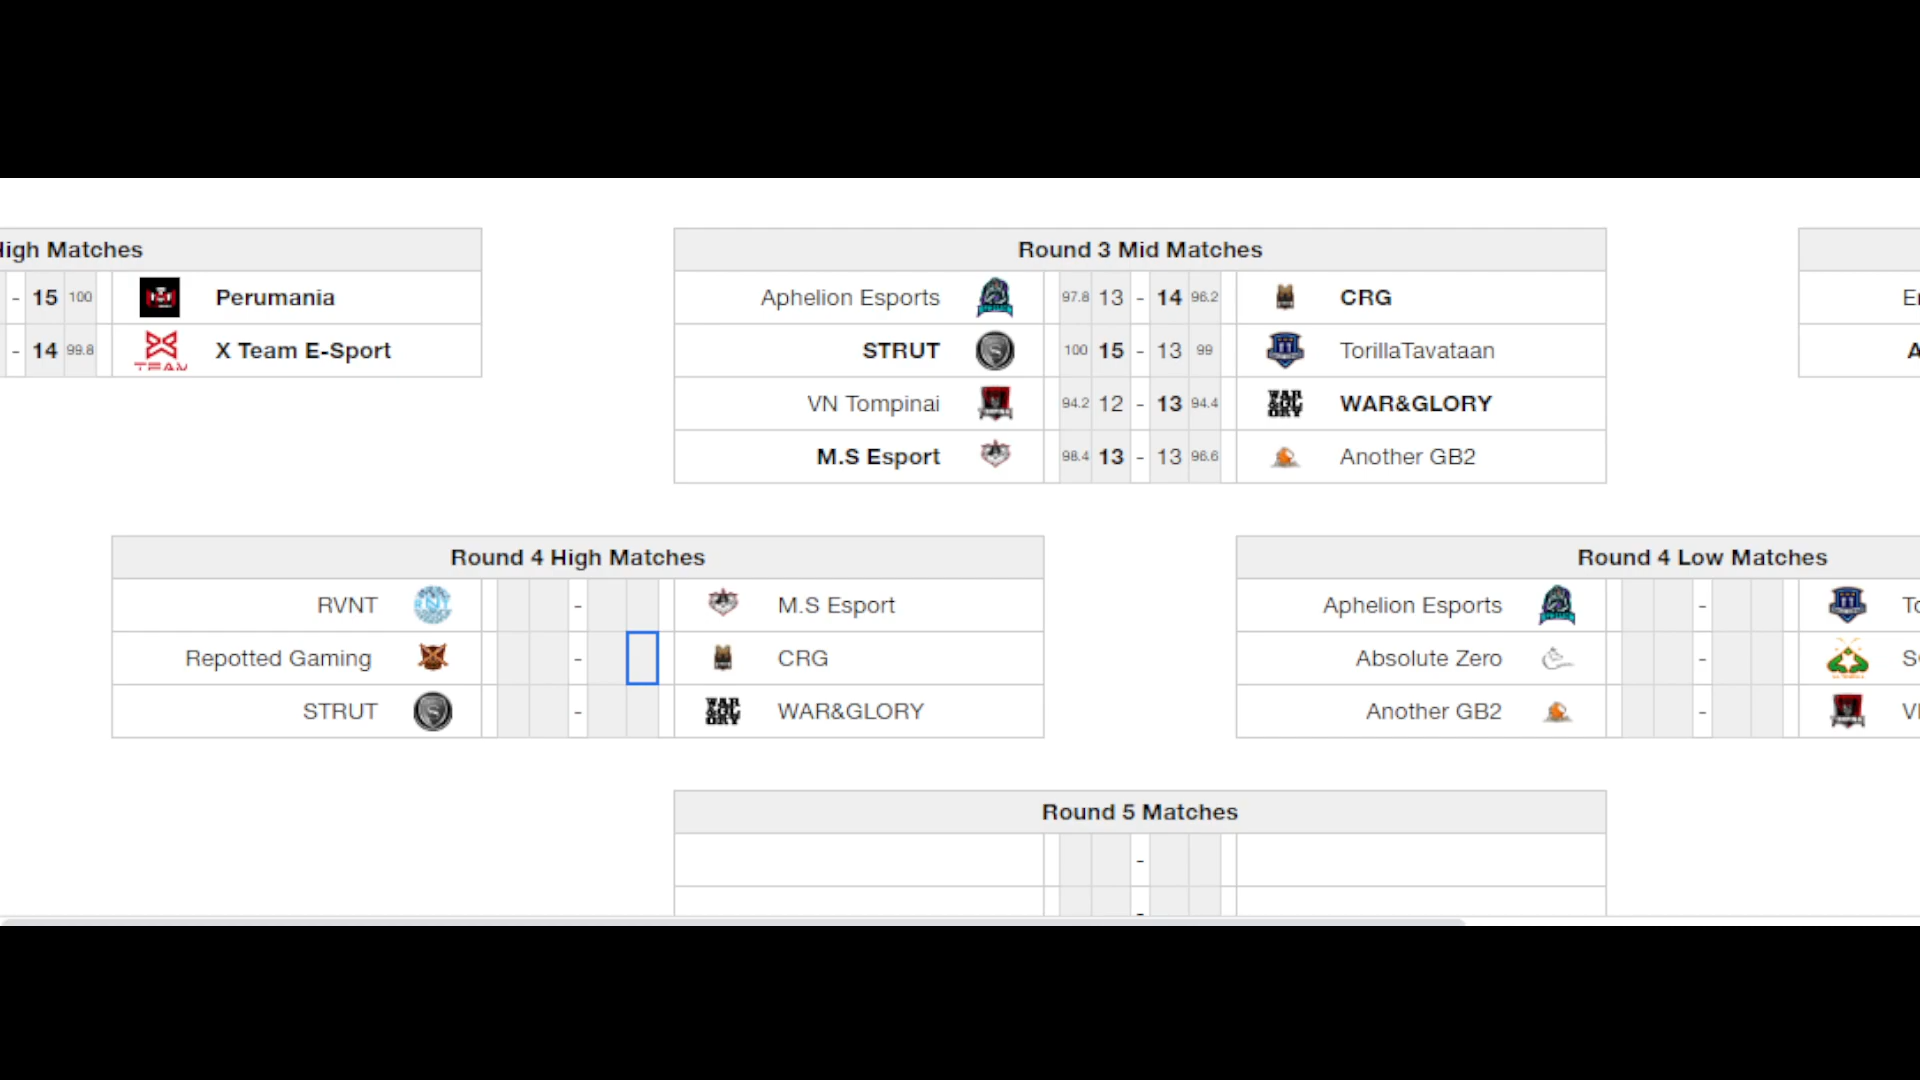 High Matches
- 15 100 Perumania
- 14 99.8 TEAM X Team E-Sport
Round 3 Mid Matches
Aphelion Esports 97.8 13 - 14 96.2 CRG
STRUT 100 15 - 13 99 TorillaTavataan
VN Tompinai 94.2 12 - 13 94.4 WAR&GLORY
M.S Esport 98.4 13 - 13 96.6 Another GB2
Round 4 High Matches
RVNT - M.S Esport
Repotted Gaming - CRG
STRUT - WAR&GLORY
Round 4 Low Matches
Aphelion Esports -
Absolute Zero -
Another GB2 -
Round 5 Matches
-
-